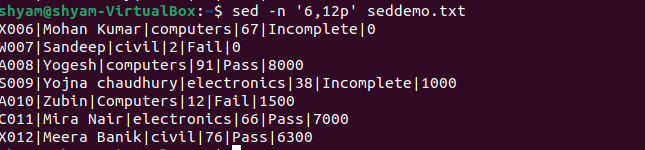 shyam@shyam-VirtualBox:~$ sed -n '6,12p' seddemo.txt
X006|Mohan Kumar|computers|67|Incomplete|0
W007|Sandeep|civil|2|Fail|0
A008|Yogesh|computers|91|Pass|8000
S009|Yojna chaudhury|electronics|38|Incomplete|1000
A010|Zubin|Computers|12|Fail|1500
C011|Mira Nair|electronics|66|Pass|7000
X012|Meera Banik|civil|76|Pass|6300